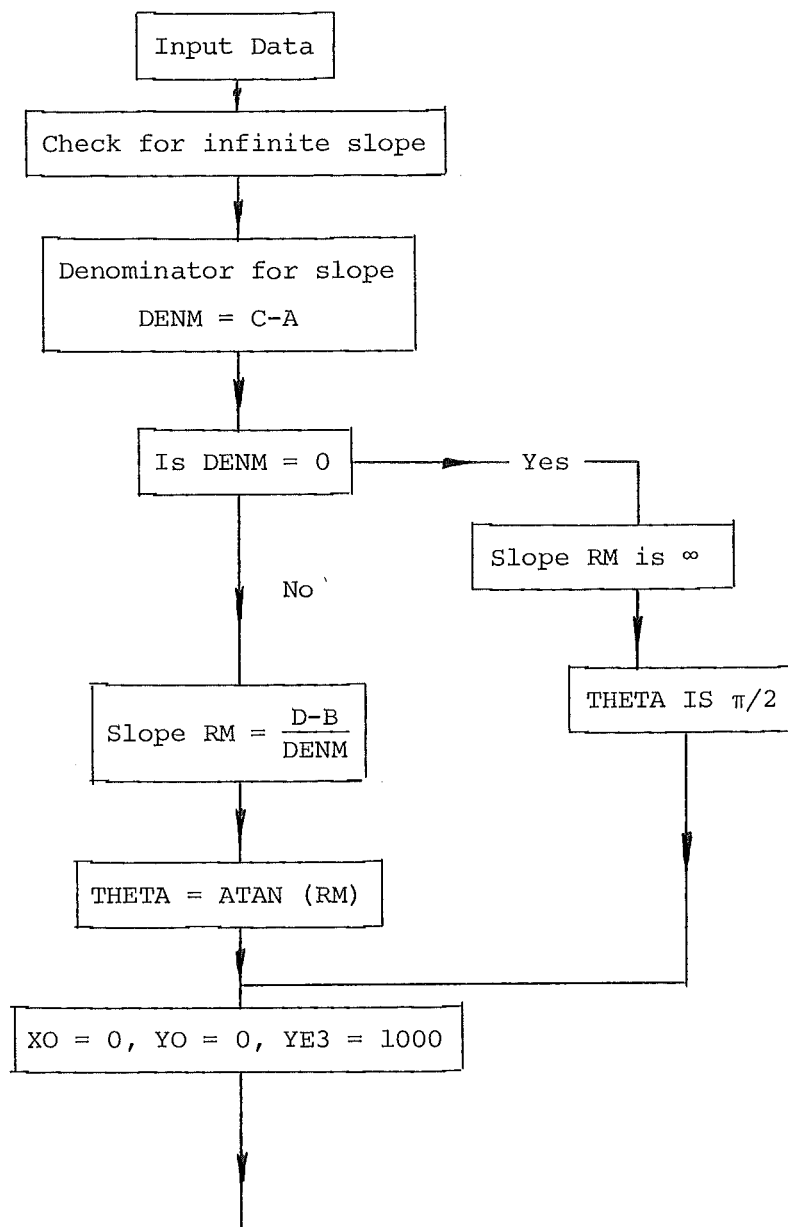 Input Data
Check for infinite slope
Denominator for slope
DENM = C-A
Is DENM = 0
Yes
Slope RM is ∞
No
THETA IS π/2
Slope RM = D-B
DENM
THETA = ATAN (RM)
XO = 0, YO = 0, YE3 = 1000